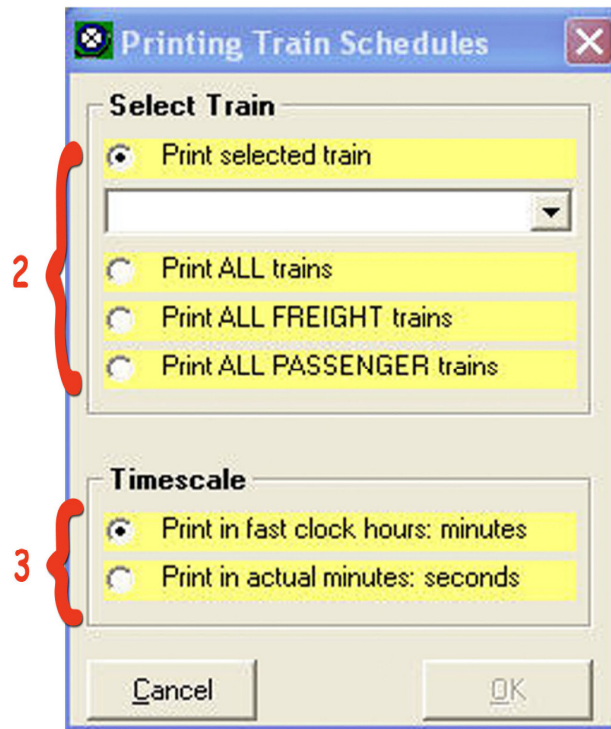 Printing Train Schedules
Select Train
Print selected train
2
Print ALL trains
Print ALL FREIGHT trains
Print ALL PASSENGER trains
Timescale
Print in fast clock hours: minutes
3
Print in actual minutes: seconds
Cancel
OK